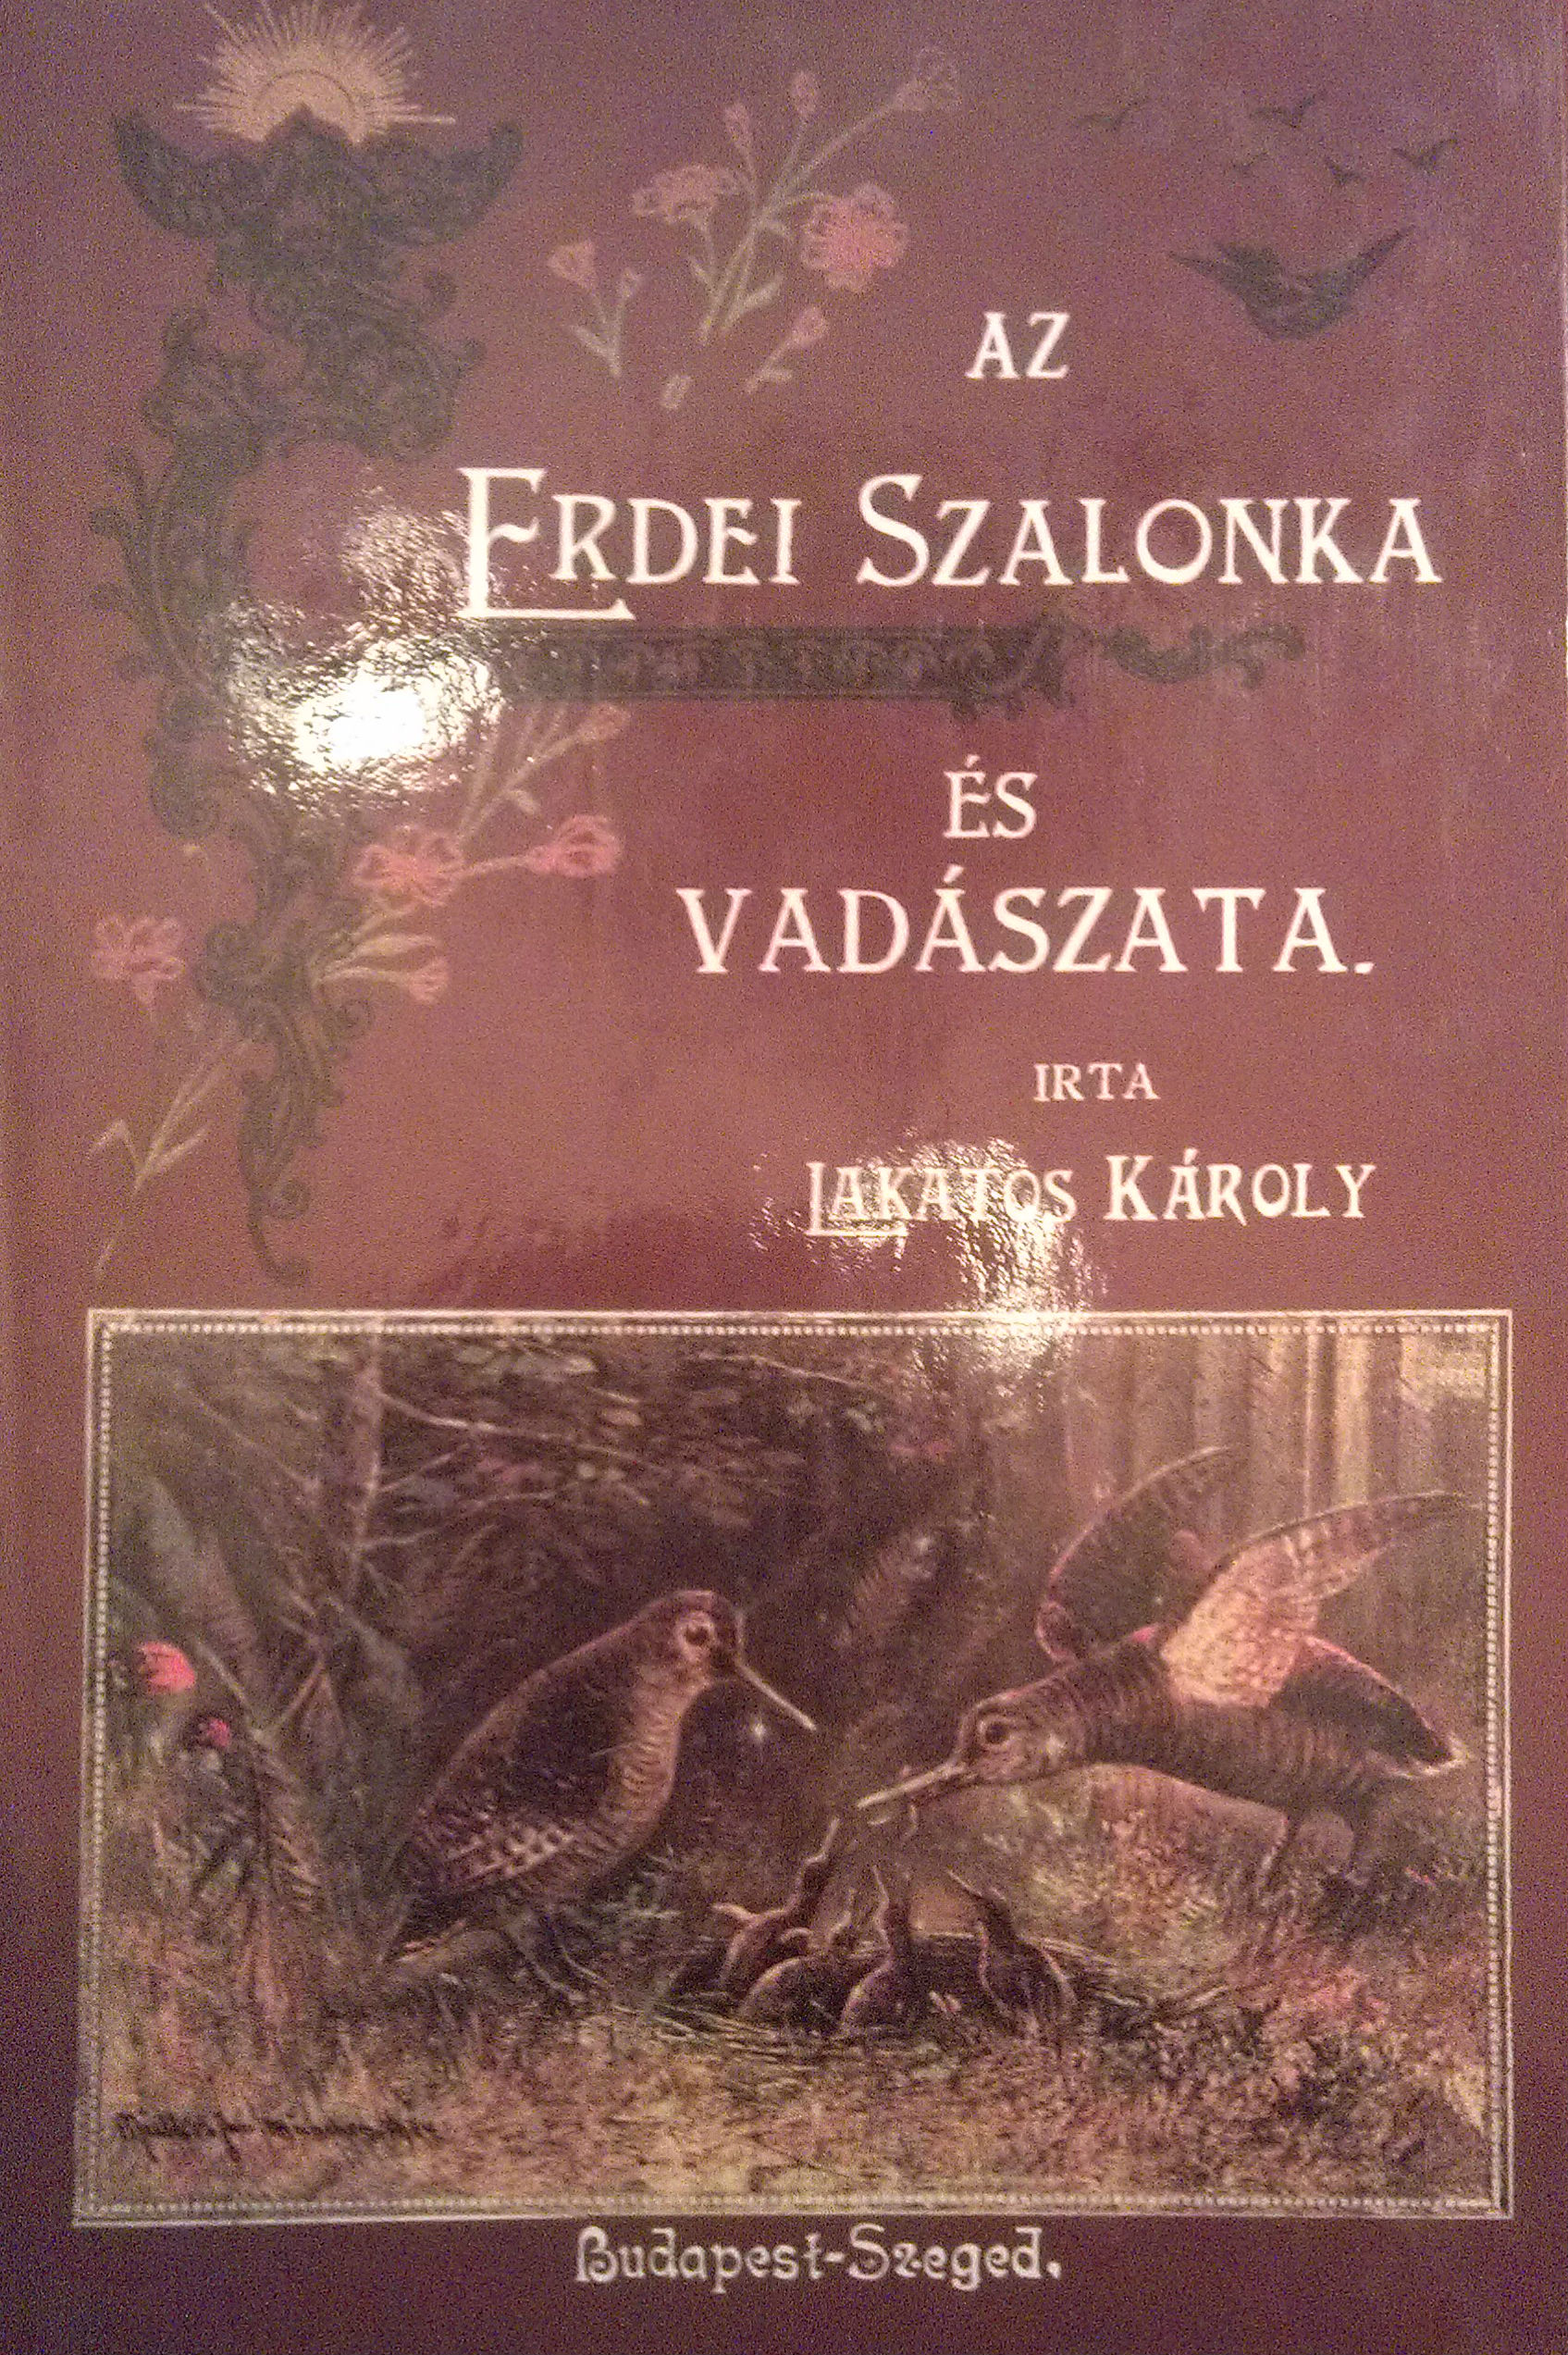 AZ
ERDEI SZALONKA
ÉS
VADÁSZATA.
IRTA
LAKATOS KÁROLY
Budapest-Szeged.